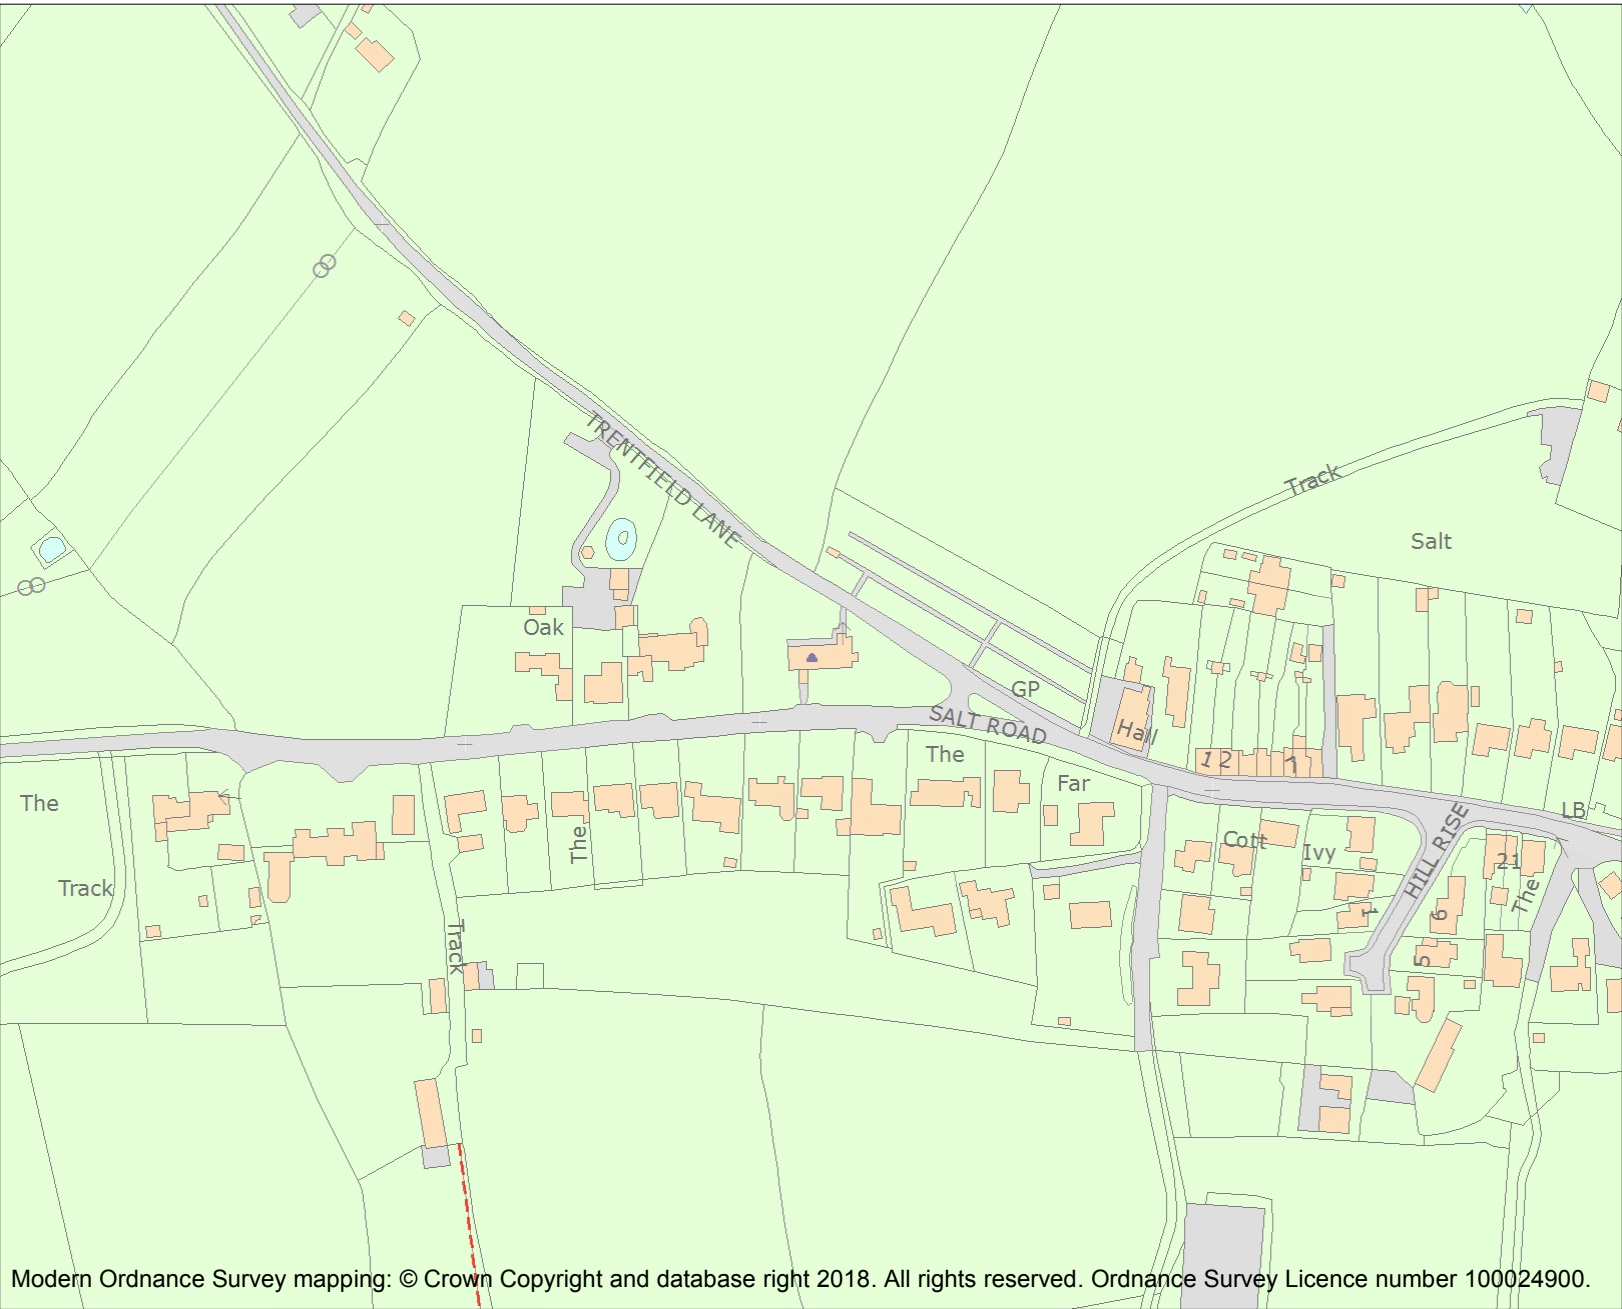 TRENTFIELD LANE
Track
Salt
Oak
GP
SALT ROAD
Hall
1 2
7
The
Far
The
LB
HILL RISE
Cott
Ivy
The
21
Track
The
1
6
5
Track
Modern Ordnance Survey mapping: © Crown Copyright and database right 2018. All rights reserved. Ordnance Survey Licence number 100024900.